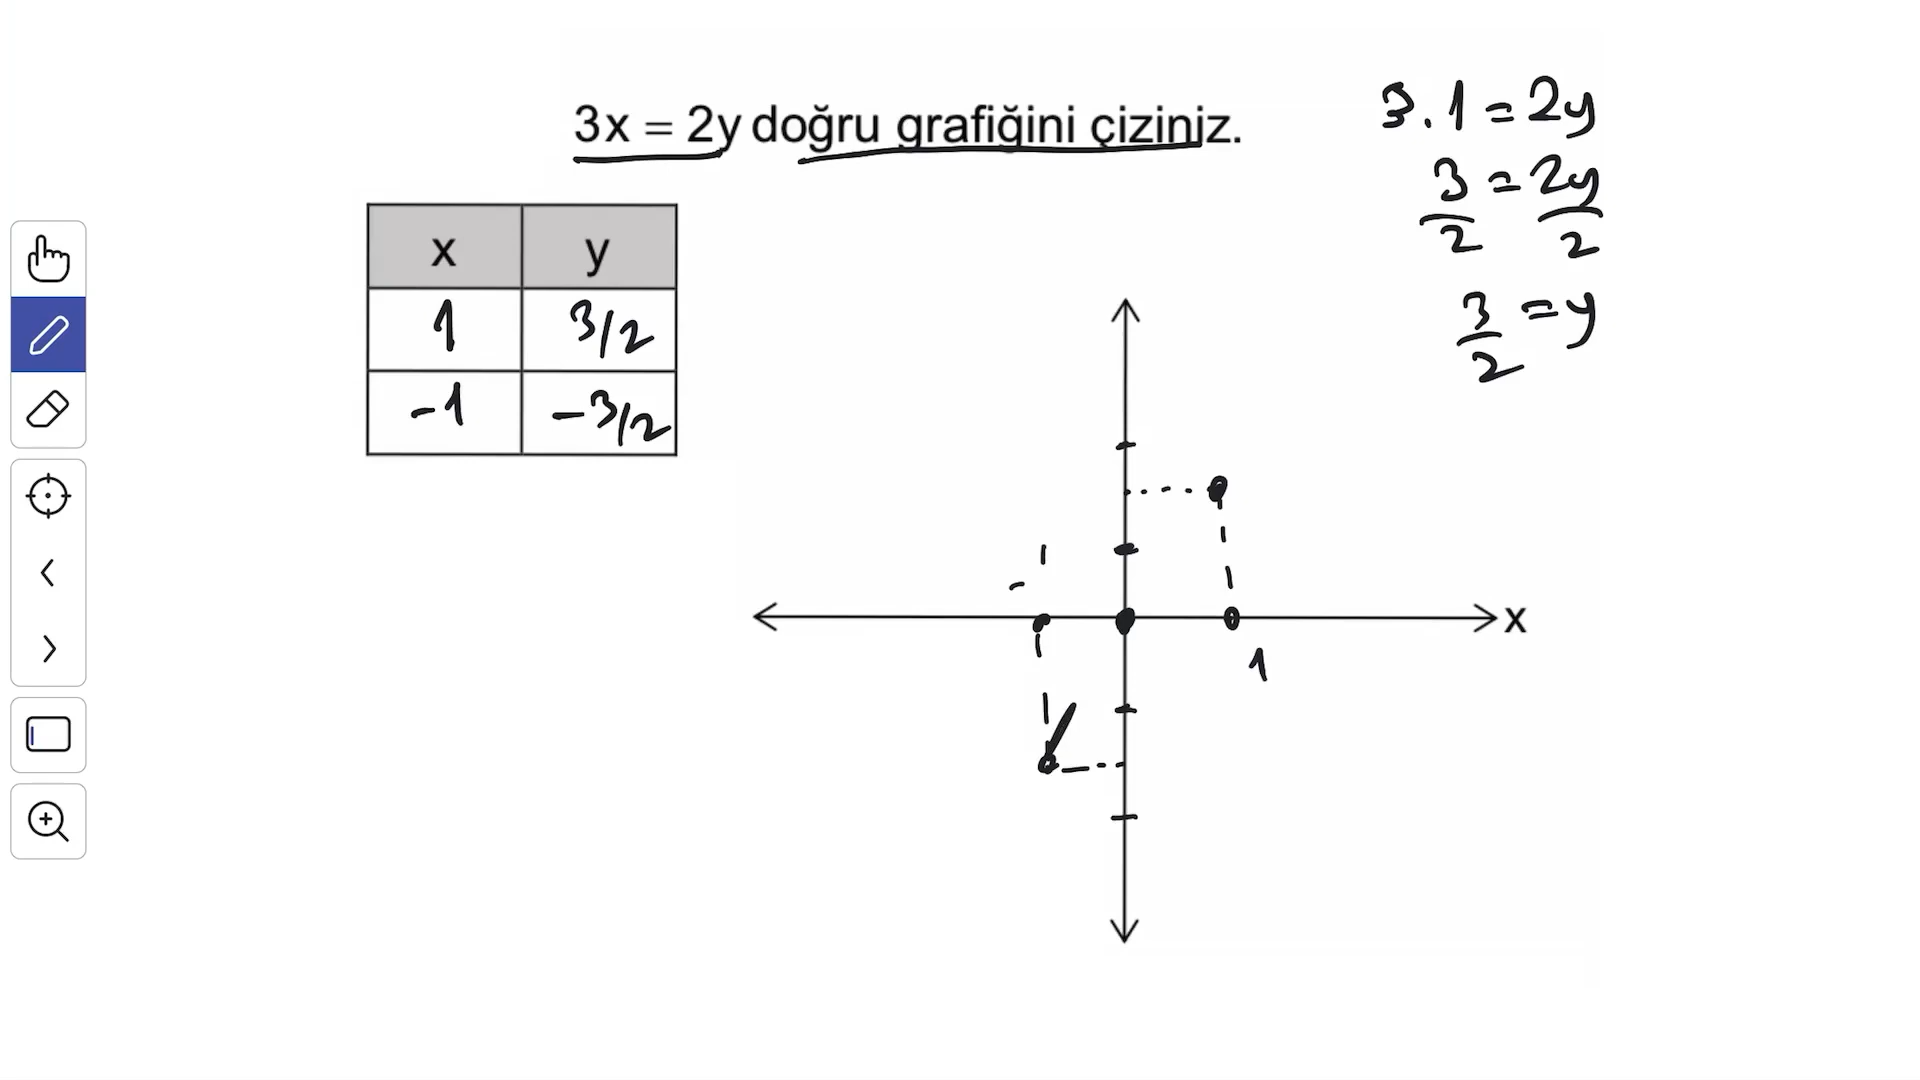 3x = 2y doğru grafiğini çiziniz.
3.1=2y
3/2=2y/2
3/2=y
x y
1 3/2
-1 -3/2
-1
x
1